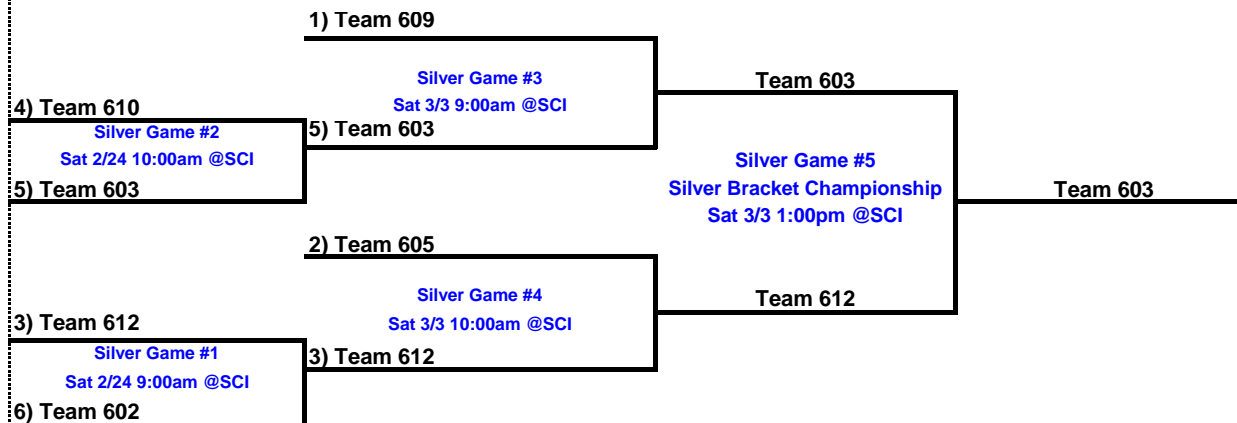 1) Team 609
Silver Game #3
Sat 3/3 9:00am @SCI
Team 603
4) Team 610
Silver Game #2
Sat 2/24 10:00am @SCI
5) Team 603
5) Team 603
Silver Game #5
Silver Bracket Championship
Sat 3/3 1:00pm @SCI
Team 603
2) Team 605
Silver Game #4
Sat 3/3 10:00am @SCI
Team 612
3) Team 612
Silver Game #1
Sat 2/24 9:00am @SCI
3) Team 612
6) Team 602